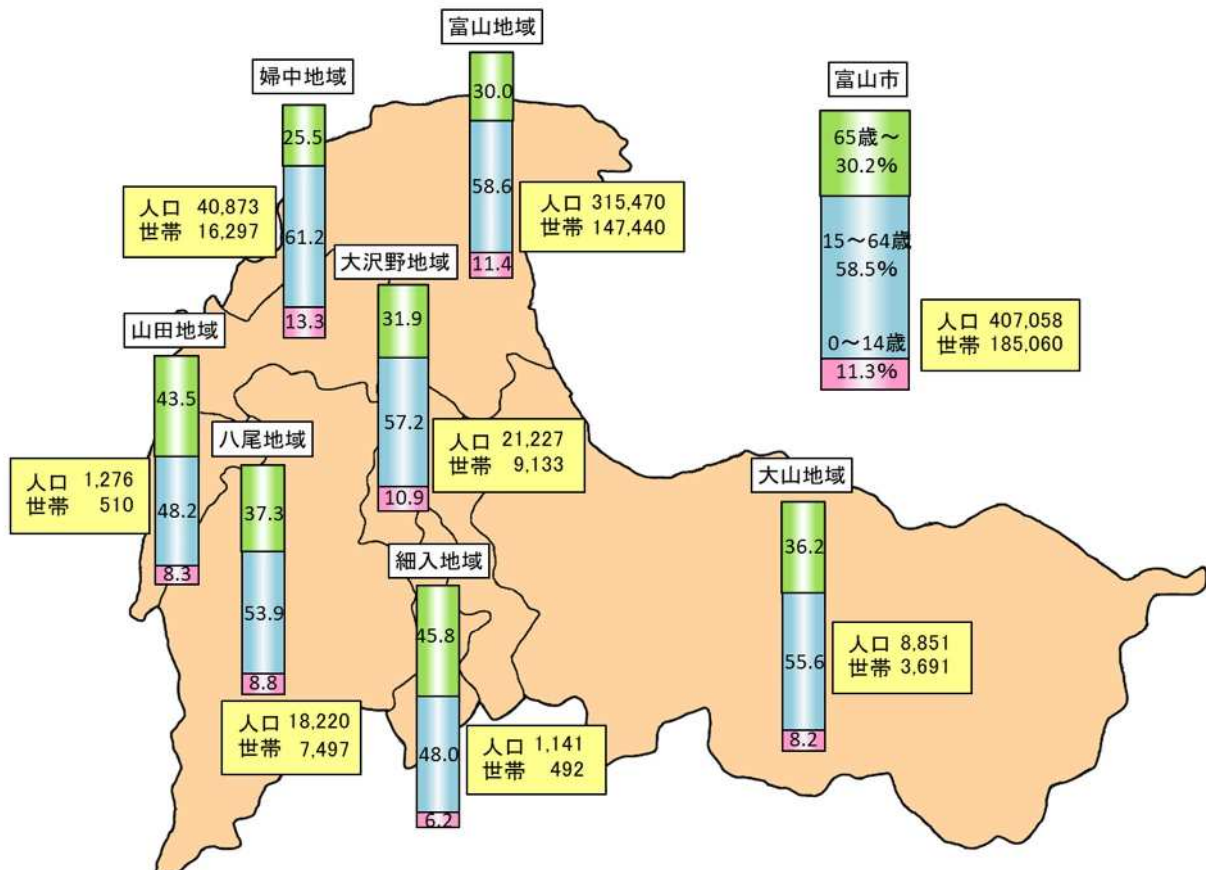 富山地域
30.0
58.6
11.4
人口 315,470
世帯 147,440
婦中地域
25.5
61.2
13.3
人口 40,873
世帯 16,297
富山市
65歳～
30.2%
15～64歳
58.5%
0～14歳
11.3%
人口 407,058
世帯 185,060
大沢野地域
31.9
57.2
10.9
人口 21,227
世帯 9,133
山田地域
43.5
48.2
8.3
人口 1,276
世帯 510
八尾地域
37.3
53.9
8.8
人口 18,220
世帯 7,497
大山地域
36.2
55.6
8.2
人口 8,851
世帯 3,691
細入地域
45.8
48.0
6.2
人口 1,141
世帯 492